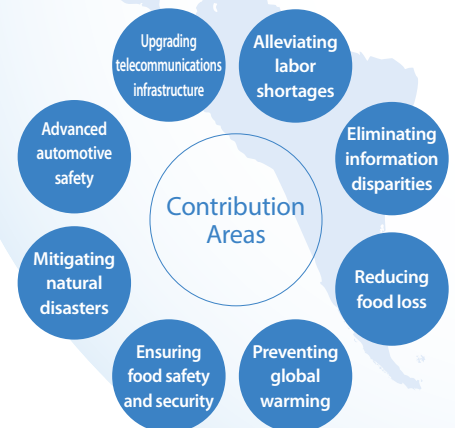 Upgrading
telecommunications
infrastructure
Alleviating
labor
shortages
Advanced
automotive
safety
Eliminating
information
disparities
Contribution
Areas
Mitigating
natural
disasters
Reducing
food loss
Ensuring
food safety
and security
Preventing
global
warming